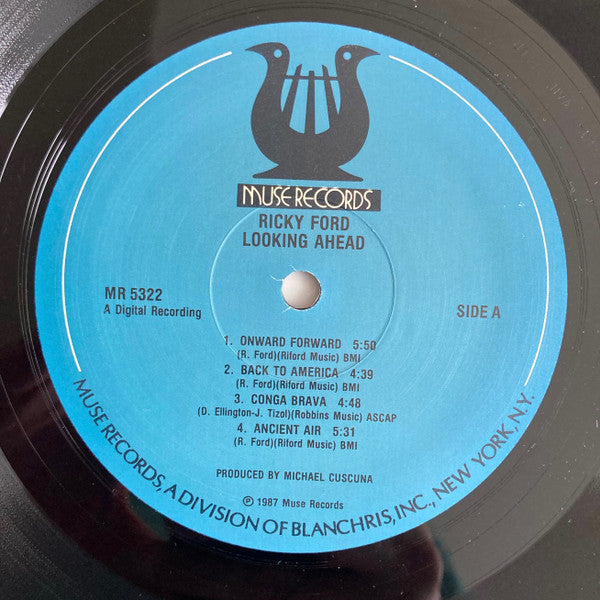 MUSE RECORDS
RICKY FORD
LOOKING AHEAD
MR 5322
A Digital Recording
SIDE A
1. ONWARD FORWARD 5:50
(R. Ford)(Riford Music) BMI
2. BACK TO AMERICA 4:39
(R. Ford)(Riford Music) BMI
3. CONGA BRAVA 4:48
(D. Ellington-J. Tizol)(Robbins Music) ASCAP
4. ANCIENT AIR 5:31
(R. Ford)(Riford Music) BMI
PRODUCED BY MICHAEL CUSCUNA
Ⓟ 1987 Muse Records
MUSE RECORDS, A DIVISION OF BLANCHRIS, INC., NEW YORK, N.Y.